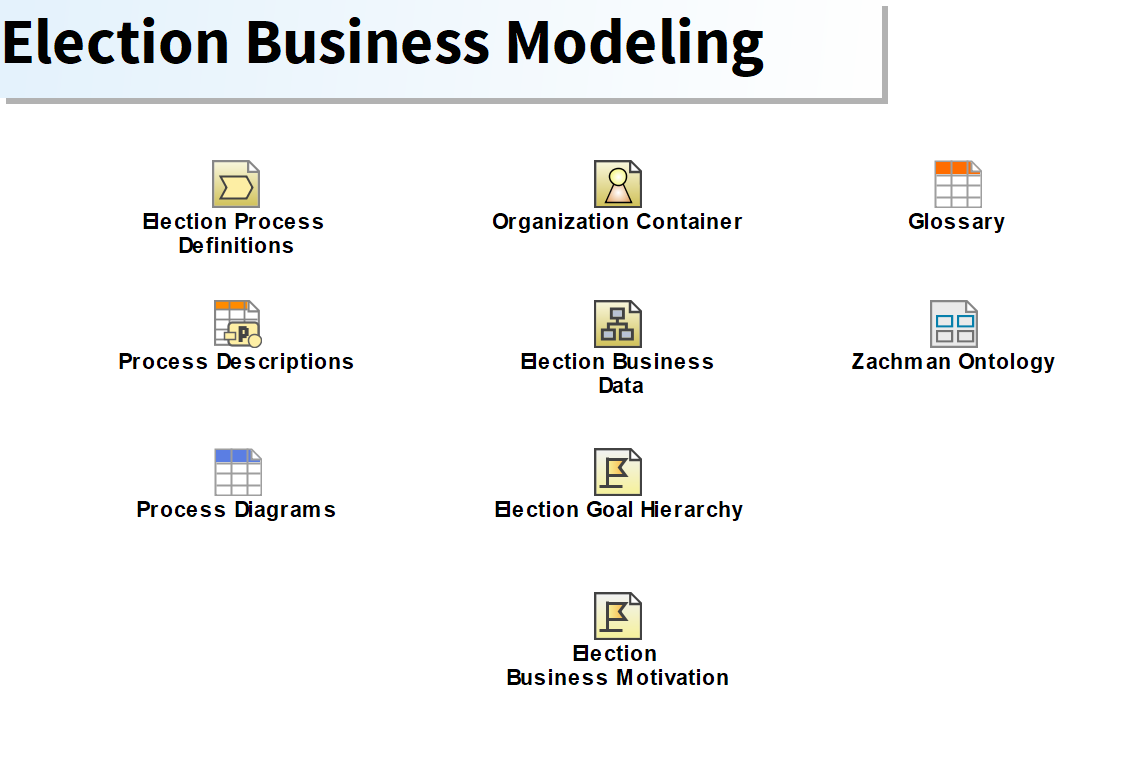 Election Business Modeling
Election Process
Definitions
Organization Container
Glossary
P
Process Descriptions
Election Business
Data
Zachman Ontology
Process Diagrams
Election Goal Hierarchy
Election
Business Motivation